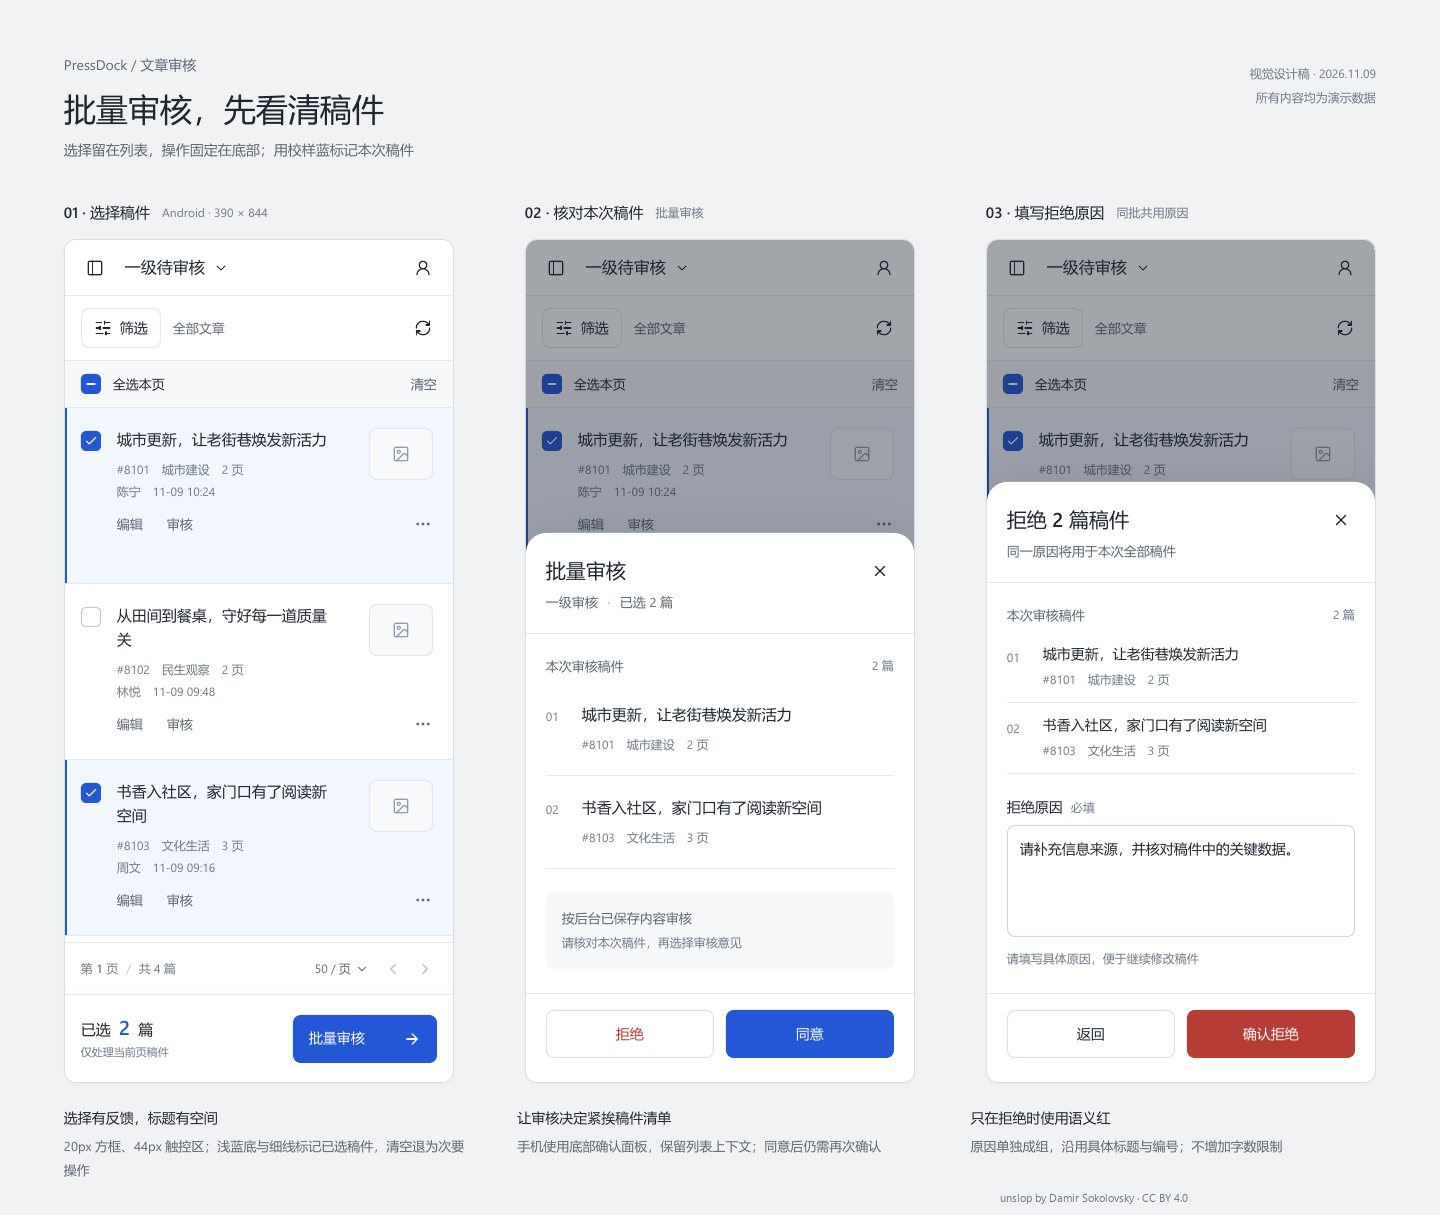 PressDock / 文章审核
批量审核，先看清稿件
选择留在列表，操作固定在底部；用校样蓝标记本次稿件
视觉设计稿 · 2026.11.09
所有内容均为演示数据
01 · 选择稿件 Android · 390 × 844
一级待审核
筛选 全部文章
全选本页 清空
城市更新，让老街巷焕发新活力
#8101 城市建设 2 页
陈宁 11-09 10:24
编辑 审核
从田间到餐桌，守好每一道质量
关
#8102 民生观察 2 页
林悦 11-09 09:48
编辑 审核
书香入社区，家门口有了阅读新
空间
#8103 文化生活 3 页
周文 11-09 09:16
编辑 审核
第 1 页 / 共 4 篇 50 / 页
已选 2 篇
仅处理当前页稿件
批量审核
选择有反馈，标题有空间
20px 方框、44px 触控区；浅蓝底与细线标记已选稿件，清空退为次要
操作
02 · 核对本次稿件 批量审核
一级待审核
筛选 全部文章
全选本页 清空
城市更新，让老街巷焕发新活力
#8101 城市建设 2 页
陈宁 11-09 10:24
编辑 审核
批量审核
一级审核 · 已选 2 篇
本次审核稿件 2 篇
01 城市更新，让老街巷焕发新活力
#8101 城市建设 2 页
02 书香入社区，家门口有了阅读新空间
#8103 文化生活 3 页
按后台已保存内容审核
请核对本次稿件，再选择审核意见
拒绝 同意
让审核决定紧挨稿件清单
手机使用底部确认面板，保留列表上下文；同意后仍需再次确认
03 · 填写拒绝原因 同批共用原因
一级待审核
筛选 全部文章
全选本页 清空
城市更新，让老街巷焕发新活力
#8101 城市建设 2 页
拒绝 2 篇稿件
同一原因将用于本次全部稿件
本次审核稿件 2 篇
01 城市更新，让老街巷焕发新活力
#8101 城市建设 2 页
02 书香入社区，家门口有了阅读新空间
#8103 文化生活 3 页
拒绝原因 必填
请补充信息来源，并核对稿件中的关键数据。
请填写具体原因，便于继续修改稿件
返回 确认拒绝
只在拒绝时使用语义红
原因单独成组，沿用具体标题与编号；不增加字数限制
unslop by Damir Sokolovsky · CC BY 4.0